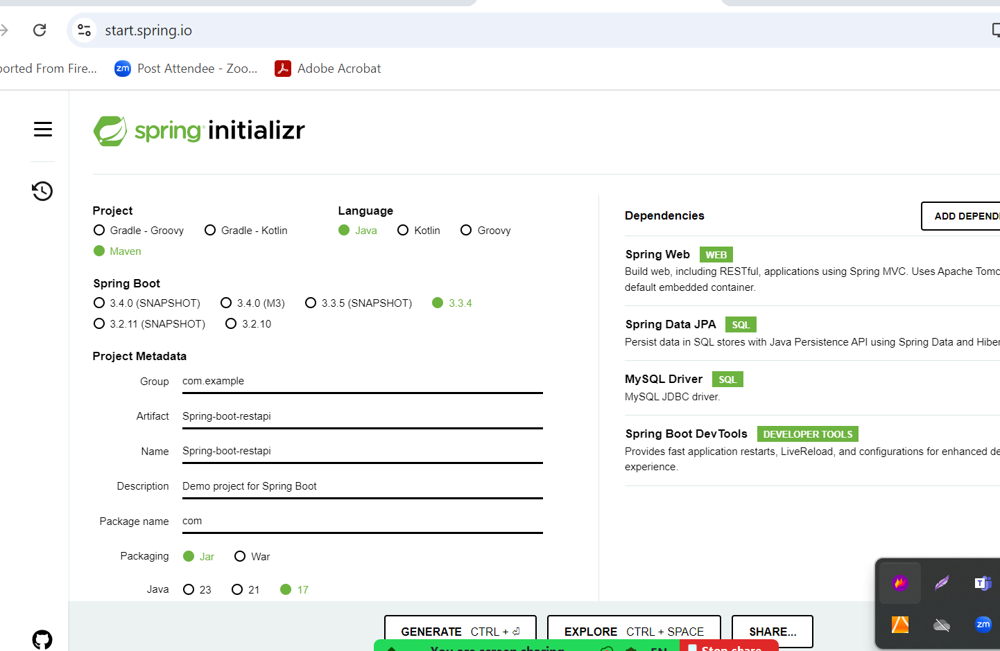 start.spring.io
ported From Fire...
zm Post Attendee - Zoo...
Adobe Acrobat
spring initializr
Project
Gradle - Groovy
Gradle - Kotlin
Maven
Language
Java
Kotlin
Groovy
Spring Boot
3.4.0 (SNAPSHOT)
3.4.0 (M3)
3.3.5 (SNAPSHOT)
3.3.4
3.2.11 (SNAPSHOT)
3.2.10
Project Metadata
Group com.example
Artifact Spring-boot-restapi
Name Spring-boot-restapi
Description Demo project for Spring Boot
Package name com
Packaging Jar War
Java 23 21 17
Dependencies
ADD DEPEND
Spring Web WEB
Build web, including RESTful, applications using Spring MVC. Uses Apache Tomc
default embedded container.
Spring Data JPA SQL
Persist data in SQL stores with Java Persistence API using Spring Data and Hiber
MySQL Driver SQL
MySQL JDBC driver.
Spring Boot DevTools DEVELOPER TOOLS
Provides fast application restarts, LiveReload, and configurations for enhanced de
experience.
GENERATE CTRL + ⏎
EXPLORE CTRL + SPACE
SHARE...
You are screen sharing
EN
Stop share
T
zm